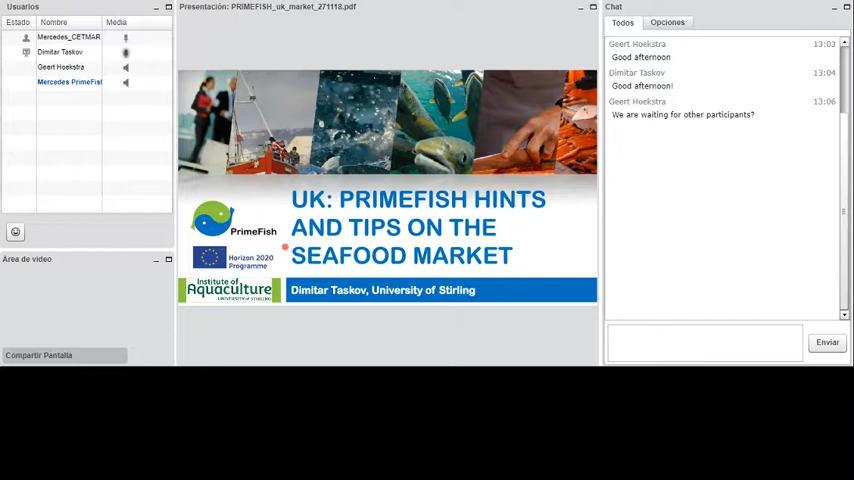 Usuarios
Estado Nombre Media
Mercedes_CETMAR
Dimitar Taskov
Geert Hoekstra
Mercedes PrimeFish
Area de video
Compartir Pantalla
Presentación: PRIMEFISH_uk_market_271118.pdf
UK: PRIMEFISH HINTS
AND TIPS ON THE
SEAFOOD MARKET
PrimeFish
Horizon 2020
Programme
Institute of
Aquaculture
UNIVERSITY OF STIRLING
Dimitar Taskov, University of Stirling
Chat
Todos Opciones
Geert Hoekstra 13:03
Good afternoon
Dimitar Taskov 13:04
Good afternoon!
Geert Hoekstra 13:06
We are waiting for other participants?
Enviar